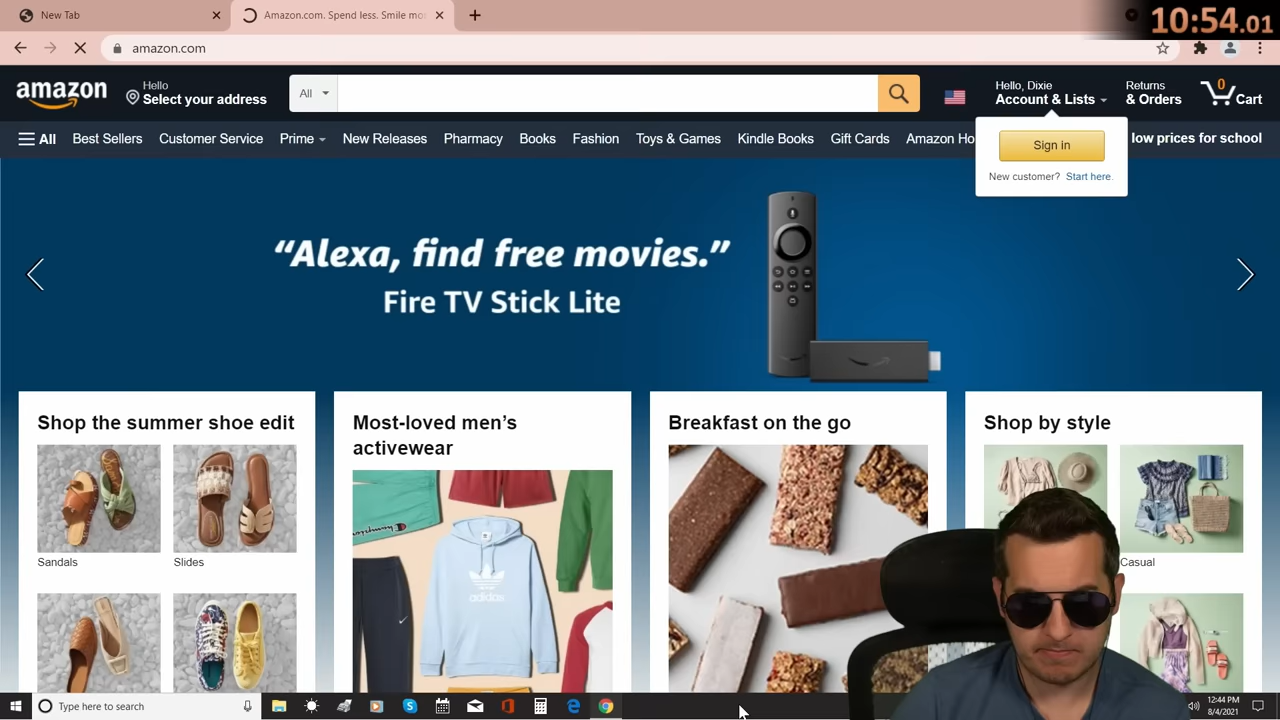 New Tab
Amazon.com. Spend less. Smile mo
10:54.01
amazon.com
amazon
Hello
Select your address
All
Hello, Dixie
Account & Lists
Returns
& Orders
0
Cart
All
Best Sellers
Customer Service
Prime
New Releases
Pharmacy
Books
Fashion
Toys & Games
Kindle Books
Gift Cards
Amazon Ho
low prices for school
Sign in
New customer? Start here.
“Alexa, find free movies.”
Fire TV Stick Lite
Shop the summer shoe edit
Sandals
Slides
Most-loved men’s
activewear
adidas
Breakfast on the go
Shop by style
Casual
Type here to search
12:44 PM
8/4/2021